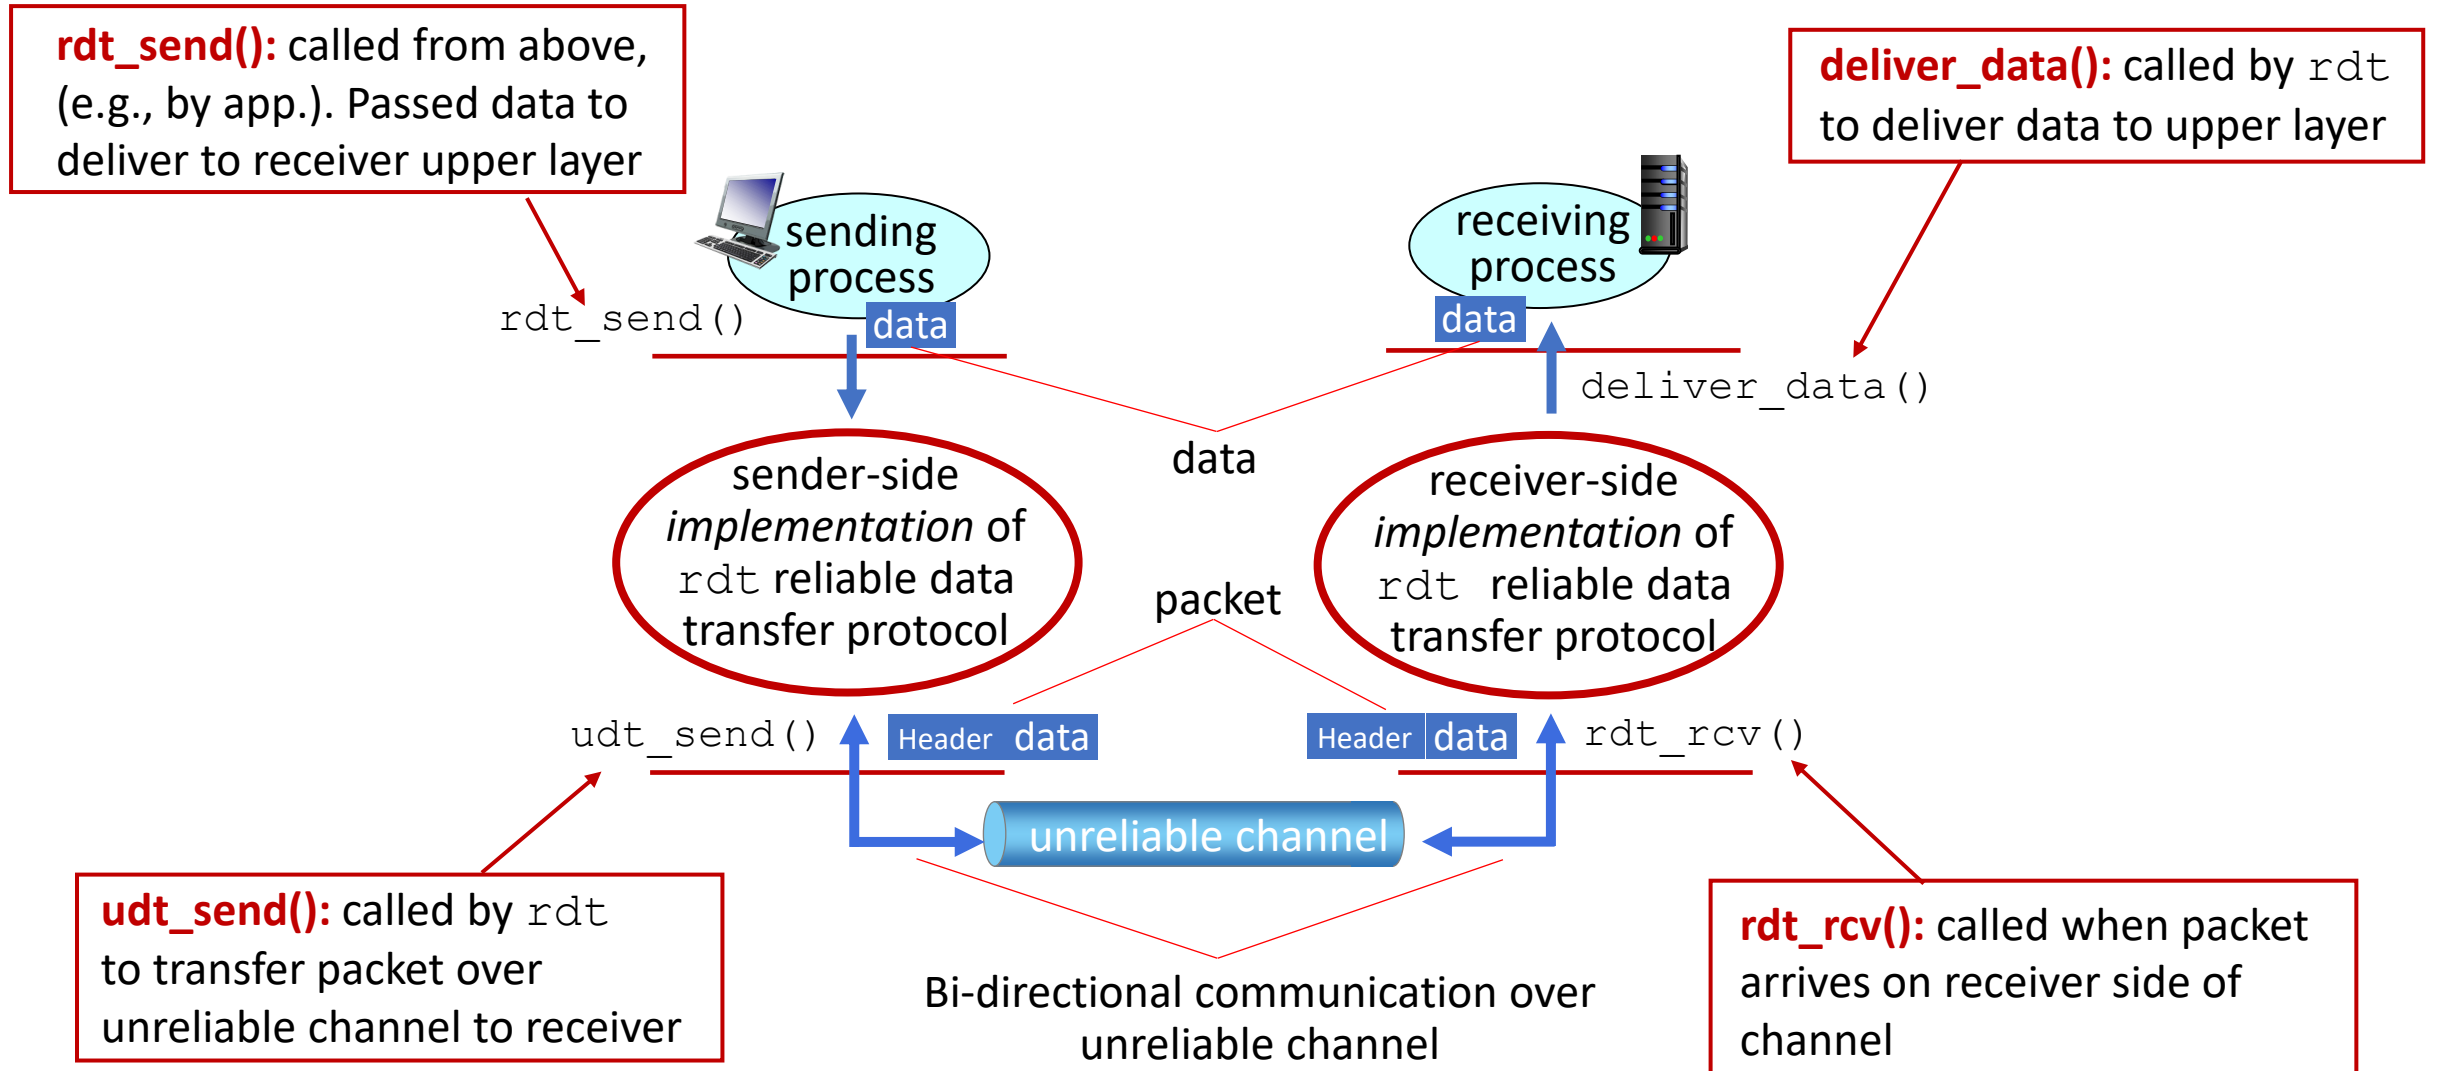 rdt_send(): called from above,
(e.g., by app.). Passed data to
deliver to receiver upper layer
deliver_data(): called by rdt
to deliver data to upper layer
sending
process
receiving
process
rdt_send()
data
data
deliver_data()
data
sender-side
implementation of
rdt reliable data
transfer protocol
receiver-side
implementation of
rdt reliable data
transfer protocol
packet
udt_send()
Header data
Header data
rdt_rcv()
unreliable channel
udt_send(): called by rdt
to transfer packet over
unreliable channel to receiver
Bi-directional communication over
unreliable channel
rdt_rcv(): called when packet
arrives on receiver side of
channel